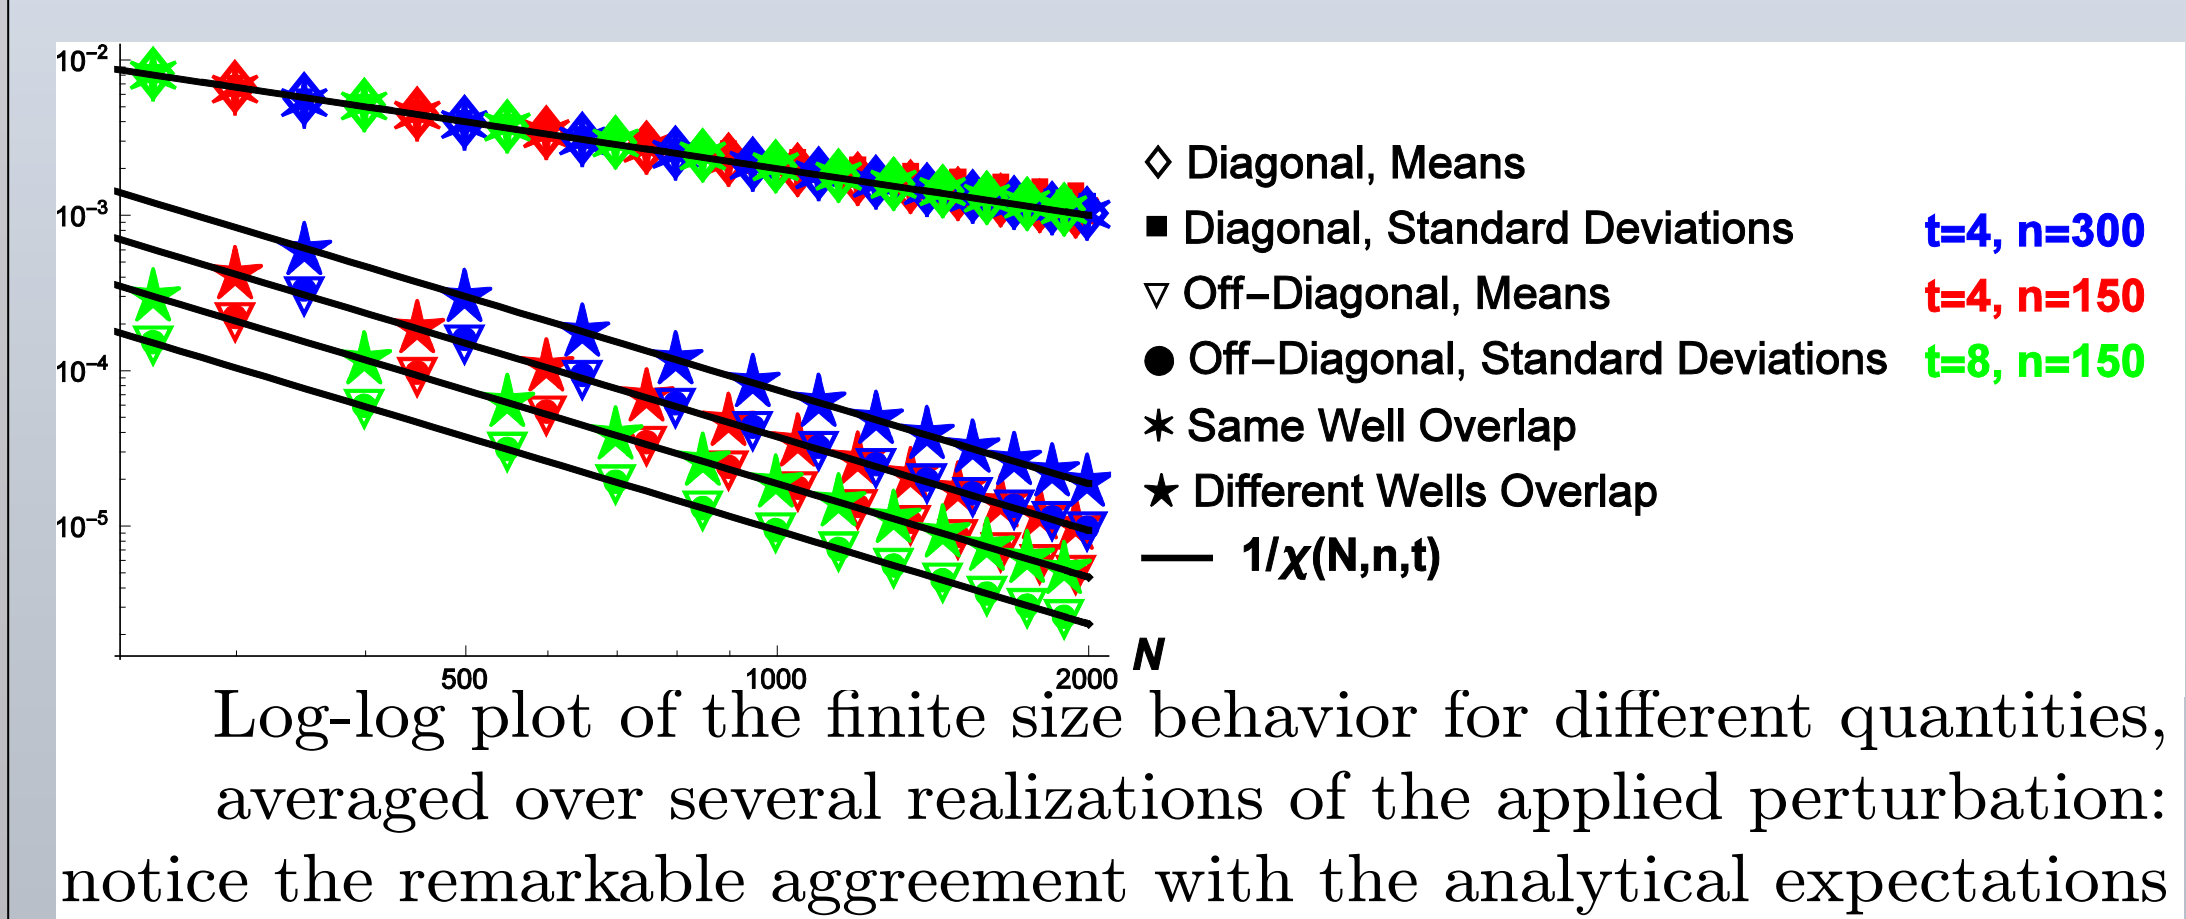 10⁻²
10⁻³
10⁻⁴
10⁻⁵
500 1000 2000
N
Diagonal, Means
Diagonal, Standard Deviations
Off–Diagonal, Means
Off–Diagonal, Standard Deviations
Same Well Overlap
Different Wells Overlap
1/χ(N,n,t)
t=4, n=300
t=4, n=150
t=8, n=150
Log-log plot of the finite size behavior for different quantities,
averaged over several realizations of the applied perturbation:
notice the remarkable aggreement with the analytical expectations